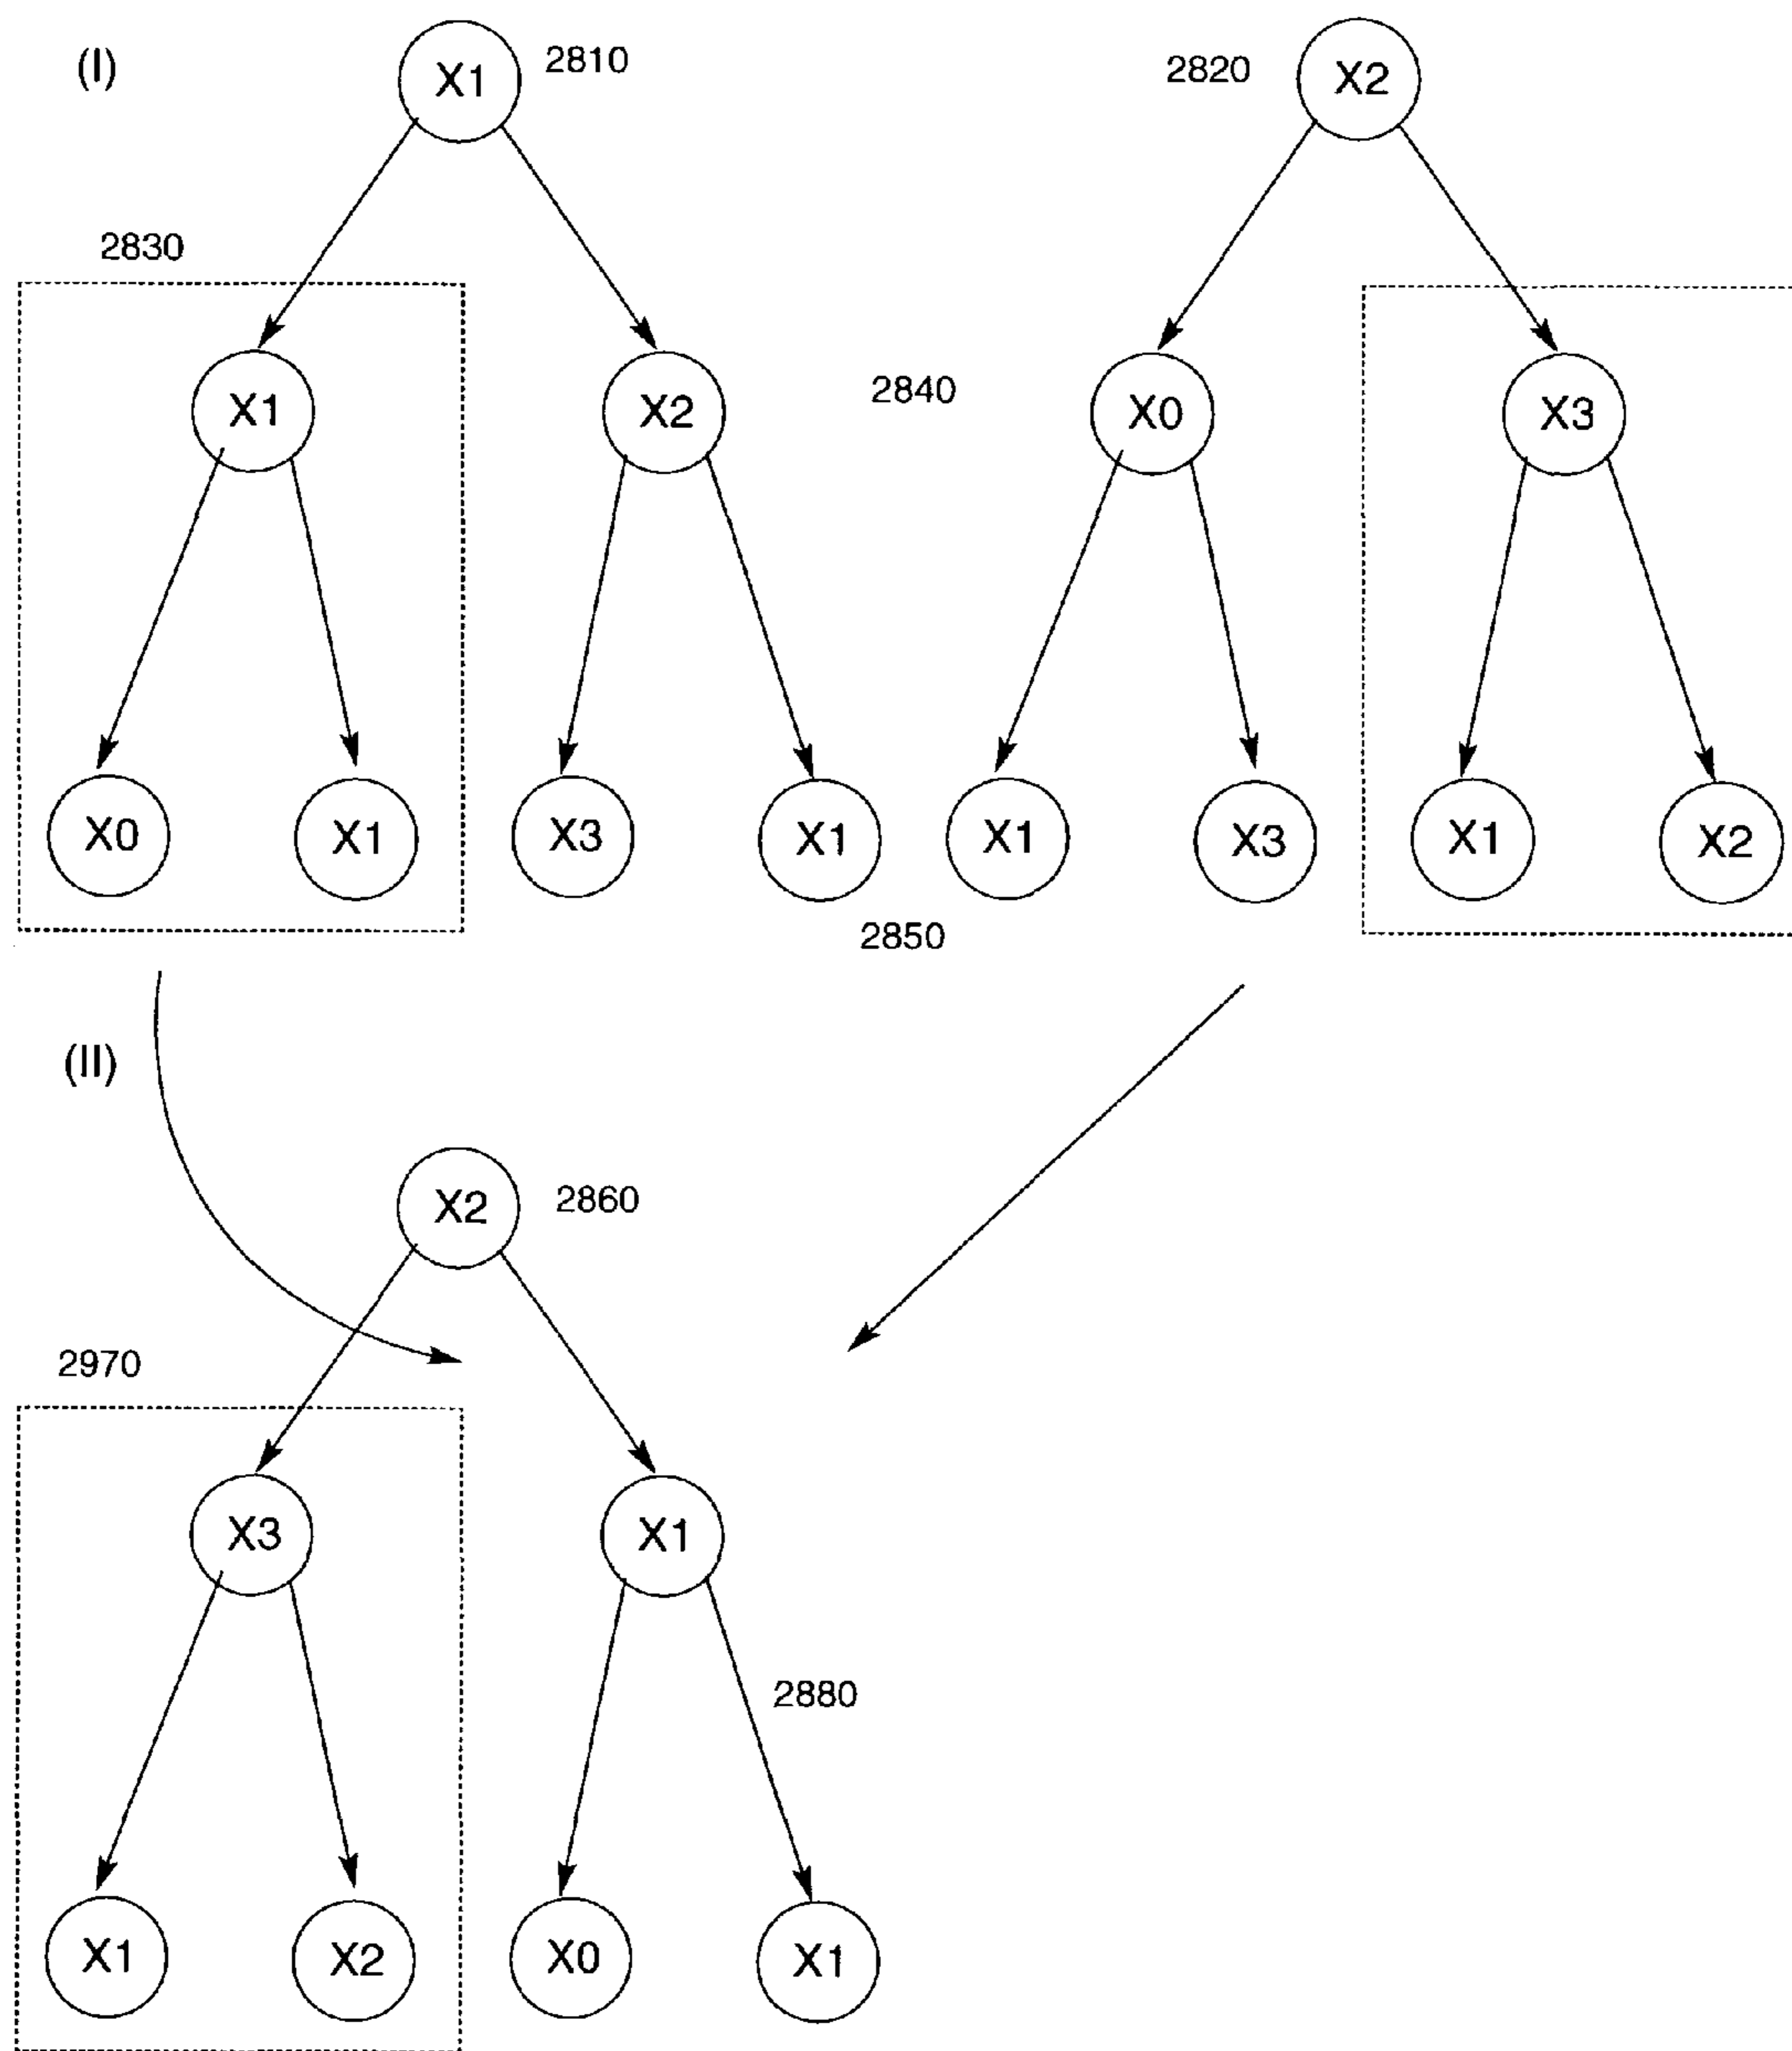 (I)
X1 2810
2820 X2
2830
X1 X2 2840 X0 X3
X0 X1 X3 X1 X1 X3 X1 X2
2850
(II)
X2 2860
2970
X3 X1
2880
X1 X2 X0 X1